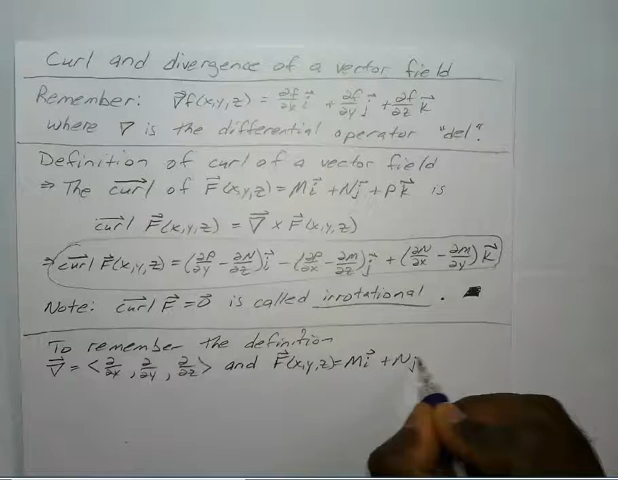 Curl and divergence of a vector field
Remember: ∇⃗f(x,y,z) = ∂f/∂x i⃗ + ∂f/∂y j⃗ + ∂f/∂z k⃗
where ∇ is the differential operator "del".
Definition of curl of a vector field
⇒ The curl⃗ of F⃗(x,y,z) = Mi⃗ + Nj⃗ + Pk⃗ is
curl⃗ F⃗(x,y,z) = ∇⃗ × F⃗(x,y,z)
⇒ curl⃗ F⃗(x,y,z) = (∂P/∂y − ∂N/∂z)i⃗ − (∂P/∂x − ∂M/∂z)j⃗ + (∂N/∂x − ∂M/∂y)k⃗
Note: curl⃗ F⃗ = 0⃗ is called irrotational.
To remember the definition
∇⃗ = <∂/∂x, ∂/∂y, ∂/∂z> and F⃗(x,y,z) = Mi⃗ + Nj